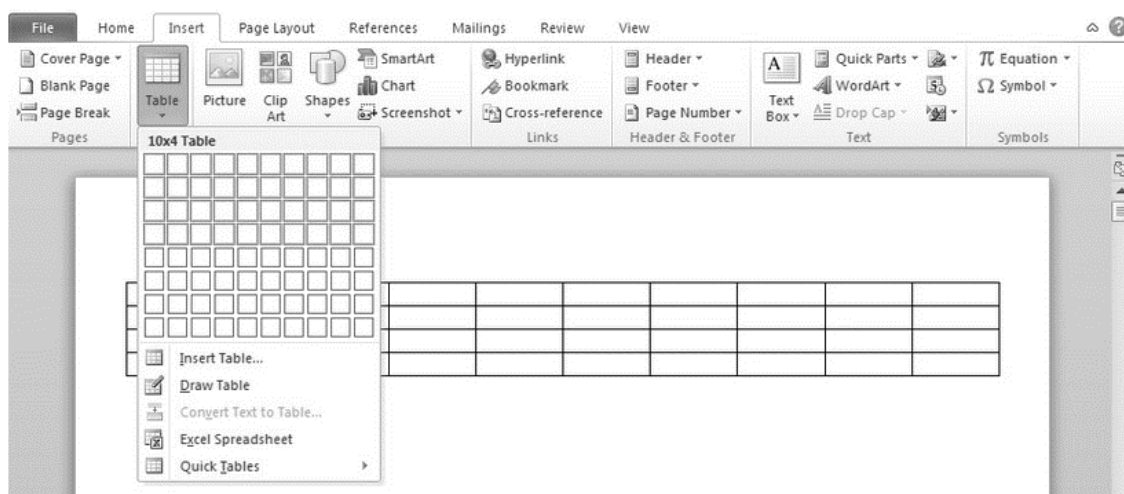 File Home Insert Page Layout References Mailings Review View
Cover Page
Blank Page
Page Break
Pages
Table
Picture
Clip Art
Shapes
SmartArt
Chart
Screenshot
Hyperlink
Bookmark
Cross-reference
Links
Header
Footer
Page Number
Header & Footer
A
Text Box
Quick Parts
WordArt
Drop Cap
Text
π Equation
Ω Symbol
Symbols
10x4 Table
Insert Table...
Draw Table
Convert Text to Table...
Excel Spreadsheet
Quick Tables